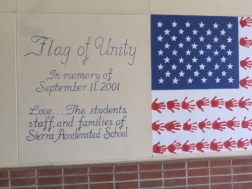 Flag of Unity
In memory of
September 11, 2001
Love... The students,
staff, and families of
Sierra Accelerated School